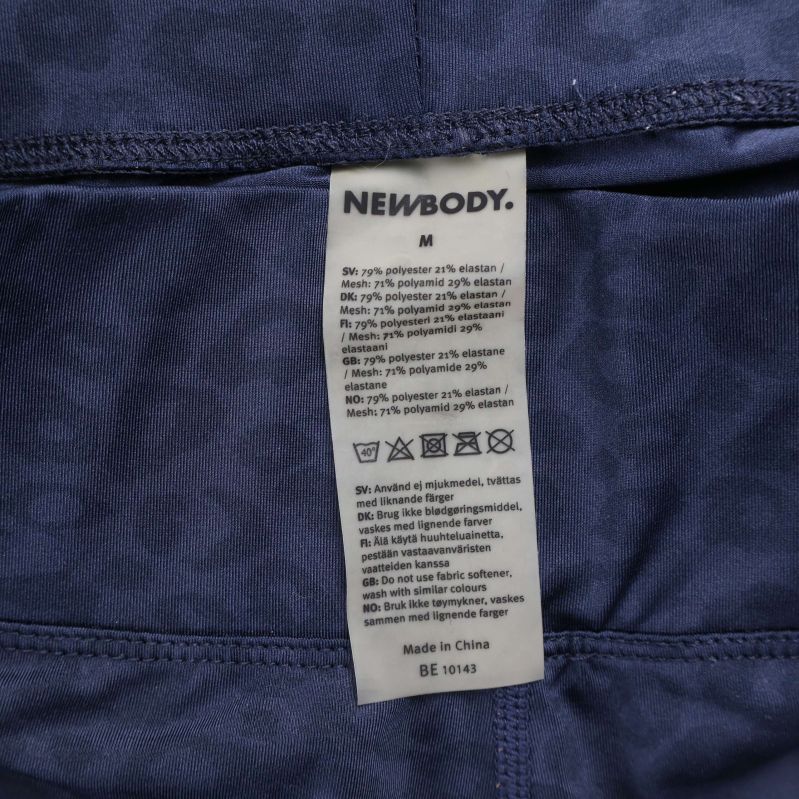 NEWBODY.
M
SV: 79% polyester 21% elastan /
Mesh: 71% polyamid 29% elastan
DK: 79% polyester 21% elastan /
Mesh: 71% polyamid 29% elastan
FI: 79% polyesteri 21% elastaani
/ Mesh: 71% polyamidi 29%
elastaani
GB: 79% polyester 21% elastane
/ Mesh: 71% polyamide 29%
elastane
NO: 79% polyester 21% elastan /
Mesh: 71% polyamid 29% elastan
40°
SV: Använd ej mjukmedel, tvättas
med liknande färger
DK: Brug ikke blødgøringsmiddel,
vaskes med lignende farver
FI: Älä käytä huuhteluainetta,
pestään vastaavanväristen
vaatteiden kanssa
GB: Do not use fabric softener,
wash with similar colours
NO: Bruk ikke tøymykner, vaskes
sammen med lignende farger
Made in China
BE 10143